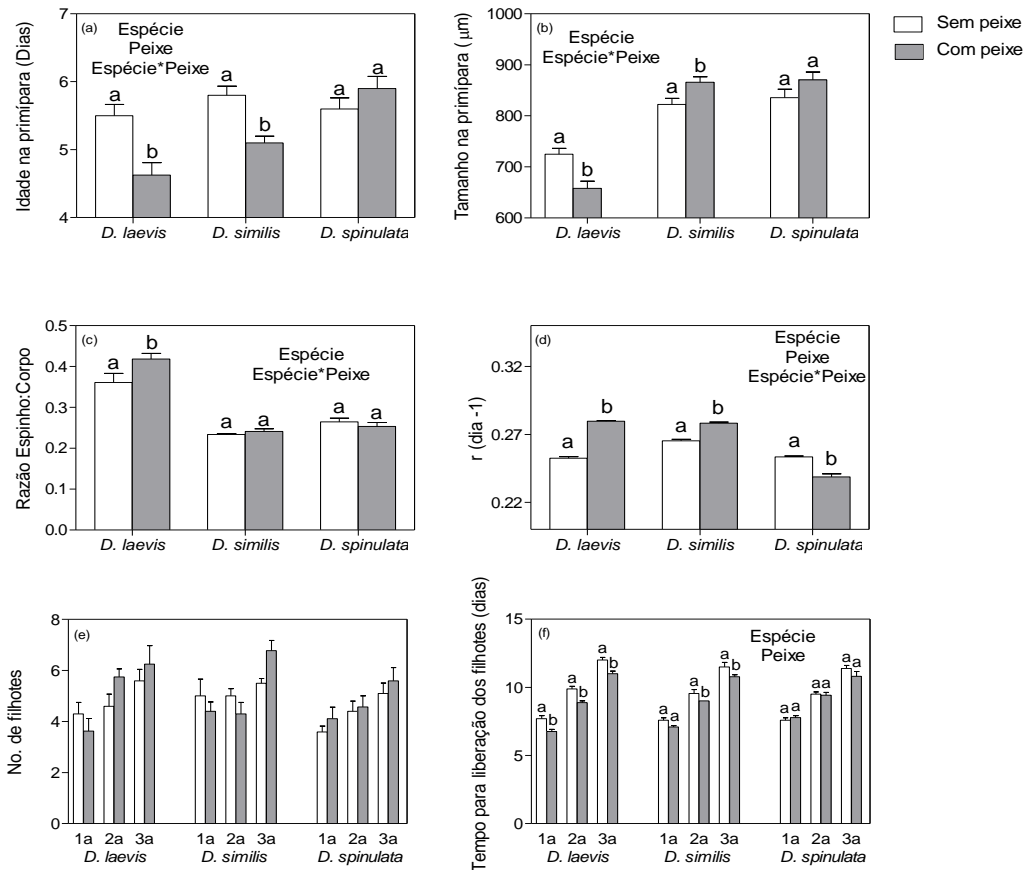 Sem peixe
Com peixe
(a)
Espécie
Peixe
Espécie*Peixe
Idade na primípara (Dias)
7
6
5
4
a
b
a
b
a
a
D. laevis
D. similis
D. spinulata
(b)
Espécie
Espécie*Peixe
Tamanho na primípara (µm)
1000
900
800
700
600
a
b
a
b
a
a
D. laevis
D. similis
D. spinulata
(c)
Espécie
Espécie*Peixe
Razão Espinho:Corpo
0.5
0.4
0.3
0.2
0.1
0.0
a
b
a
a
a
a
D. laevis
D. similis
D. spinulata
(d)
Espécie
Peixe
Espécie*Peixe
r (dia -1)
0.32
0.27
0.22
a
b
a
b
a
b
D. laevis
D. similis
D. spinulata
(e)
No. de filhotes
8
6
4
2
0
1a 2a 3a
1a 2a 3a
1a 2a 3a
D. laevis
D. similis
D. spinulata
(f)
Espécie
Peixe
Tempo para liberação dos filhotes (dias)
15
10
5
0
a b
a b
a b
a a
a b
a b
a a
a a
a a
1a 2a 3a
1a 2a 3a
1a 2a 3a
D. laevis
D. similis
D. spinulata